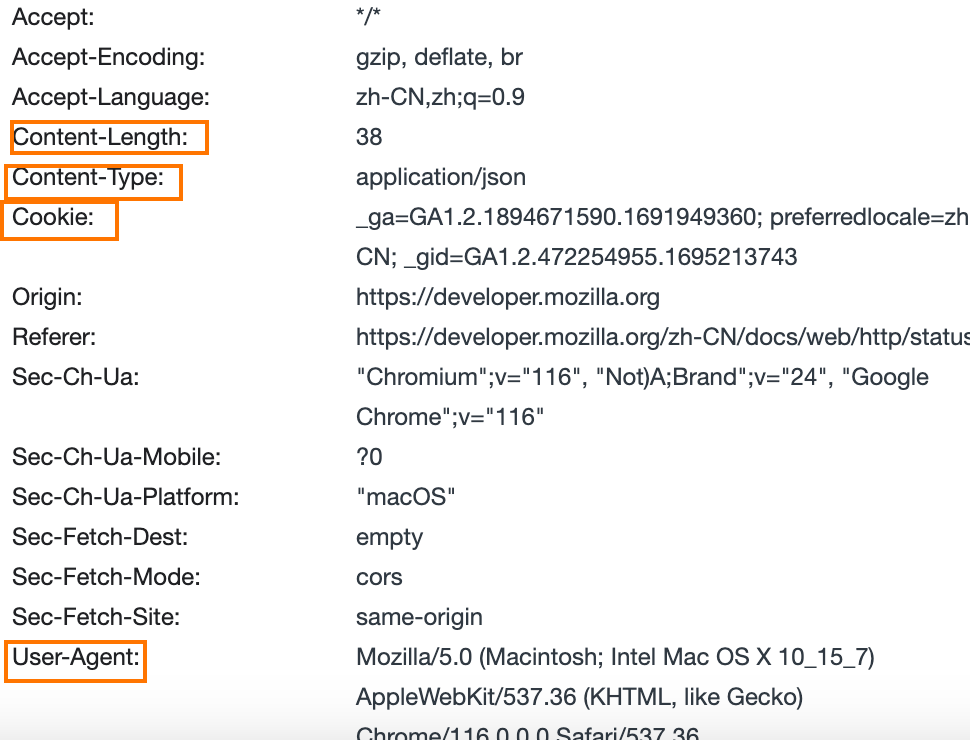 Accept: */*
Accept-Encoding: gzip, deflate, br
Accept-Language: zh-CN,zh;q=0.9
Content-Length: 38
Content-Type: application/json
Cookie: _ga=GA1.2.1894671590.1691949360; preferredlocale=zh
CN; _gid=GA1.2.472254955.1695213743
Origin: https://developer.mozilla.org
Referer: https://developer.mozilla.org/zh-CN/docs/web/http/status
Sec-Ch-Ua: "Chromium";v="116", "Not)A;Brand";v="24", "Google
Chrome";v="116"
Sec-Ch-Ua-Mobile: ?0
Sec-Ch-Ua-Platform: "macOS"
Sec-Fetch-Dest: empty
Sec-Fetch-Mode: cors
Sec-Fetch-Site: same-origin
User-Agent: Mozilla/5.0 (Macintosh; Intel Mac OS X 10_15_7)
AppleWebKit/537.36 (KHTML, like Gecko)
Chrome/116.0.0.0 Safari/537.36